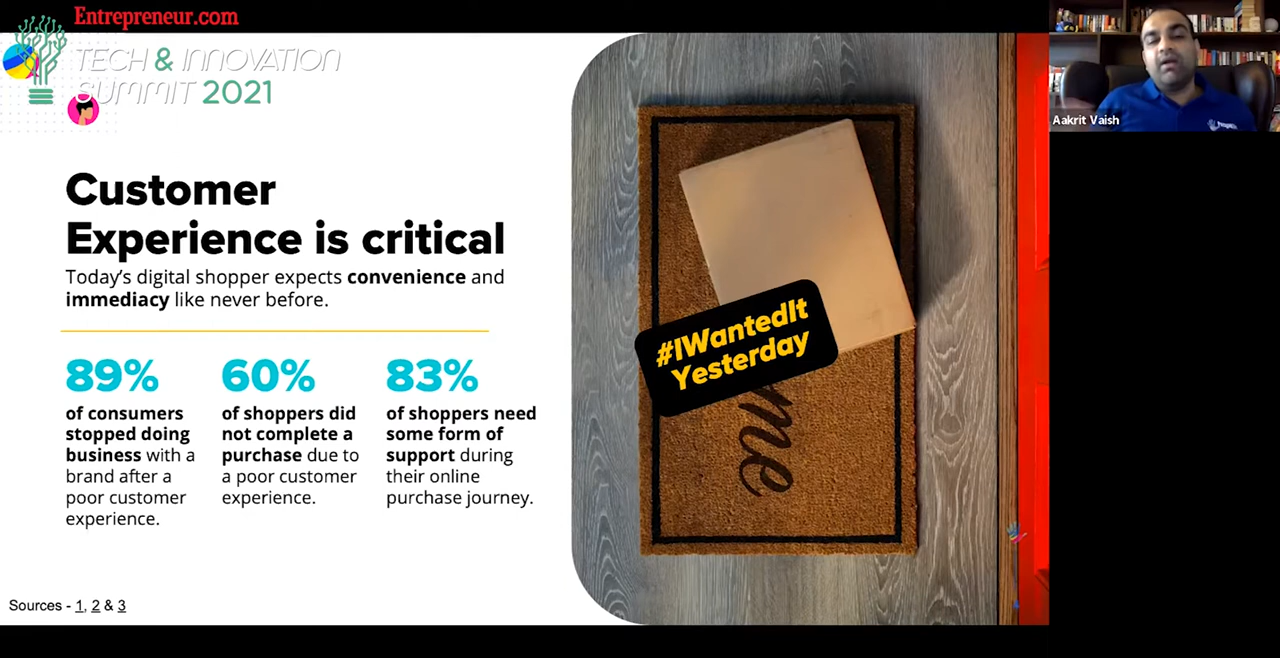 Entrepreneur.com
TECH & INNOVATION
SUMMIT 2021
Aakrit Vaish
Customer
Experience is critical
Today's digital shopper expects convenience and
immediacy like never before.
89%
of consumers
stopped doing
business with a
brand after a
poor customer
experience.
60%
of shoppers did
not complete a
purchase due to
a poor customer
experience.
83%
of shoppers need
some form of
support during
their online
purchase journey.
#IWantedIt
Yesterday
me
Sources - 1, 2 & 3